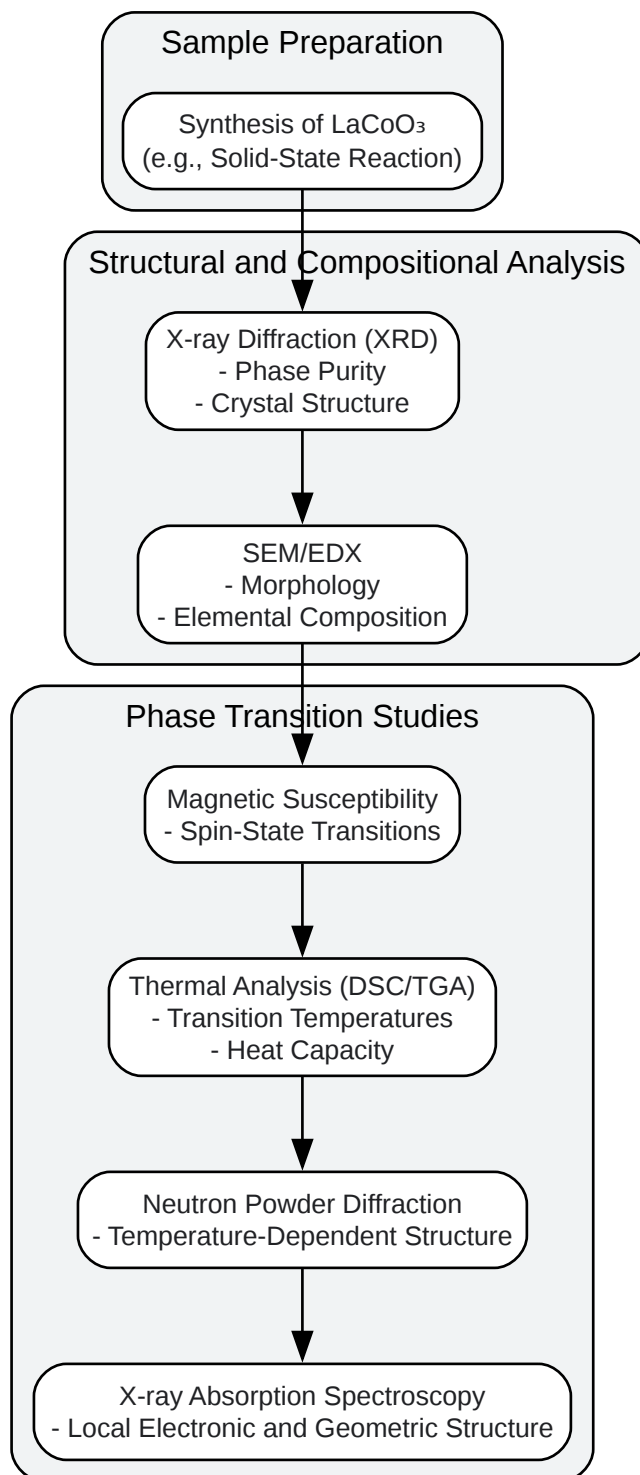 Sample Preparation
Synthesis of LaCoO₃
(e.g., Solid-State Reaction)
Structural and Compositional Analysis
X-ray Diffraction (XRD)
- Phase Purity
- Crystal Structure
SEM/EDX
- Morphology
- Elemental Composition
Phase Transition Studies
Magnetic Susceptibility
- Spin-State Transitions
Thermal Analysis (DSC/TGA)
- Transition Temperatures
- Heat Capacity
Neutron Powder Diffraction
- Temperature-Dependent Structure
X-ray Absorption Spectroscopy
- Local Electronic and Geometric Structure